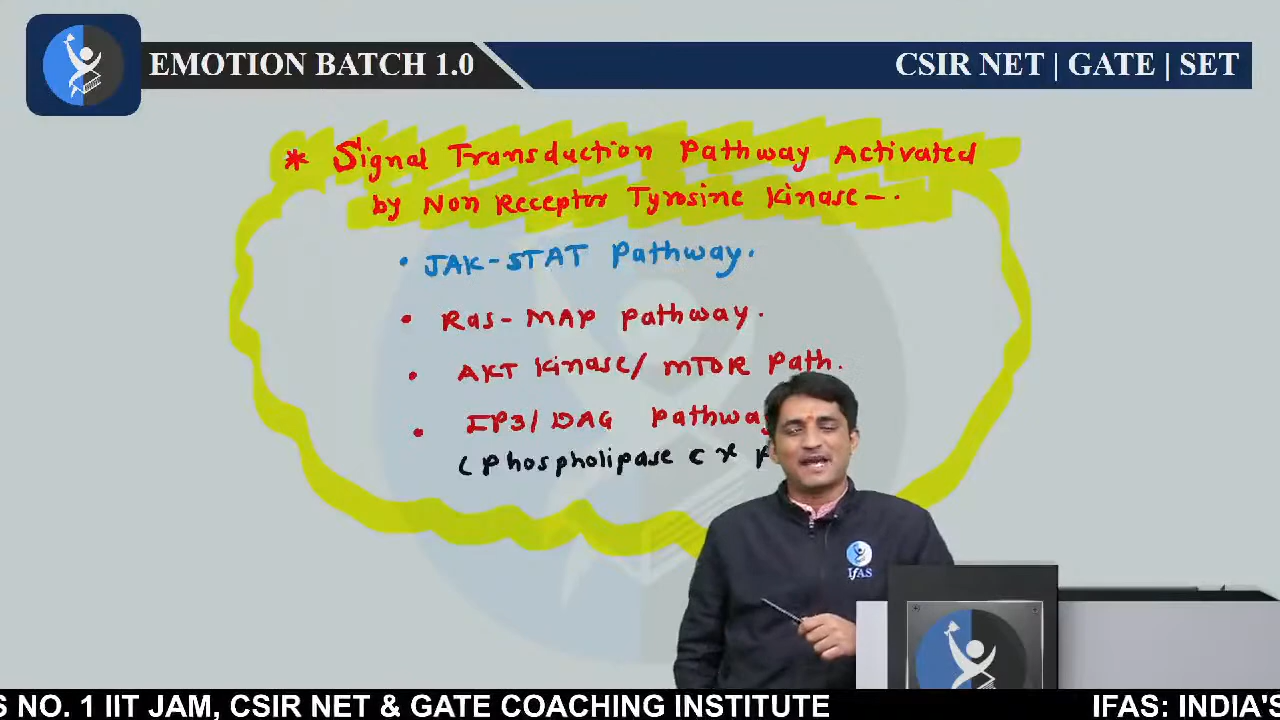 EMOTION BATCH 1.0
CSIR NET | GATE | SET
* Signal Transduction Pathway Activated
by Non Receptor Tyrosine Kinase -.
• JAK-STAT Pathway.
• Ras-MAP pathway.
• AKT Kinase/ MTOR Path.
• IP3/ DAG Pathway
(Phospholipase C γ P
IFAS
S NO. 1 IIT JAM, CSIR NET & GATE COACHING INSTITUTE
IFAS: INDIA'S